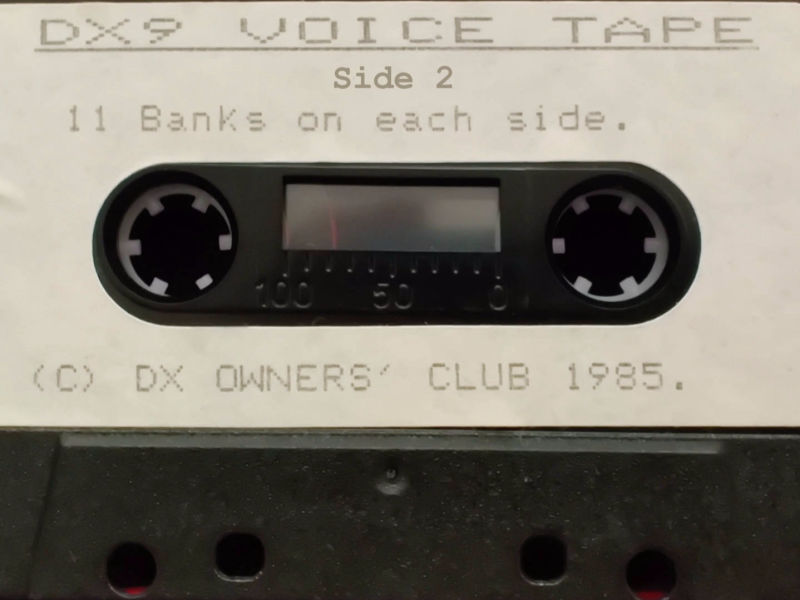 DX9 VOICE TAPE
Side 2
11 Banks on each side.
100 50 0
(C) DX OWNERS' CLUB 1985.